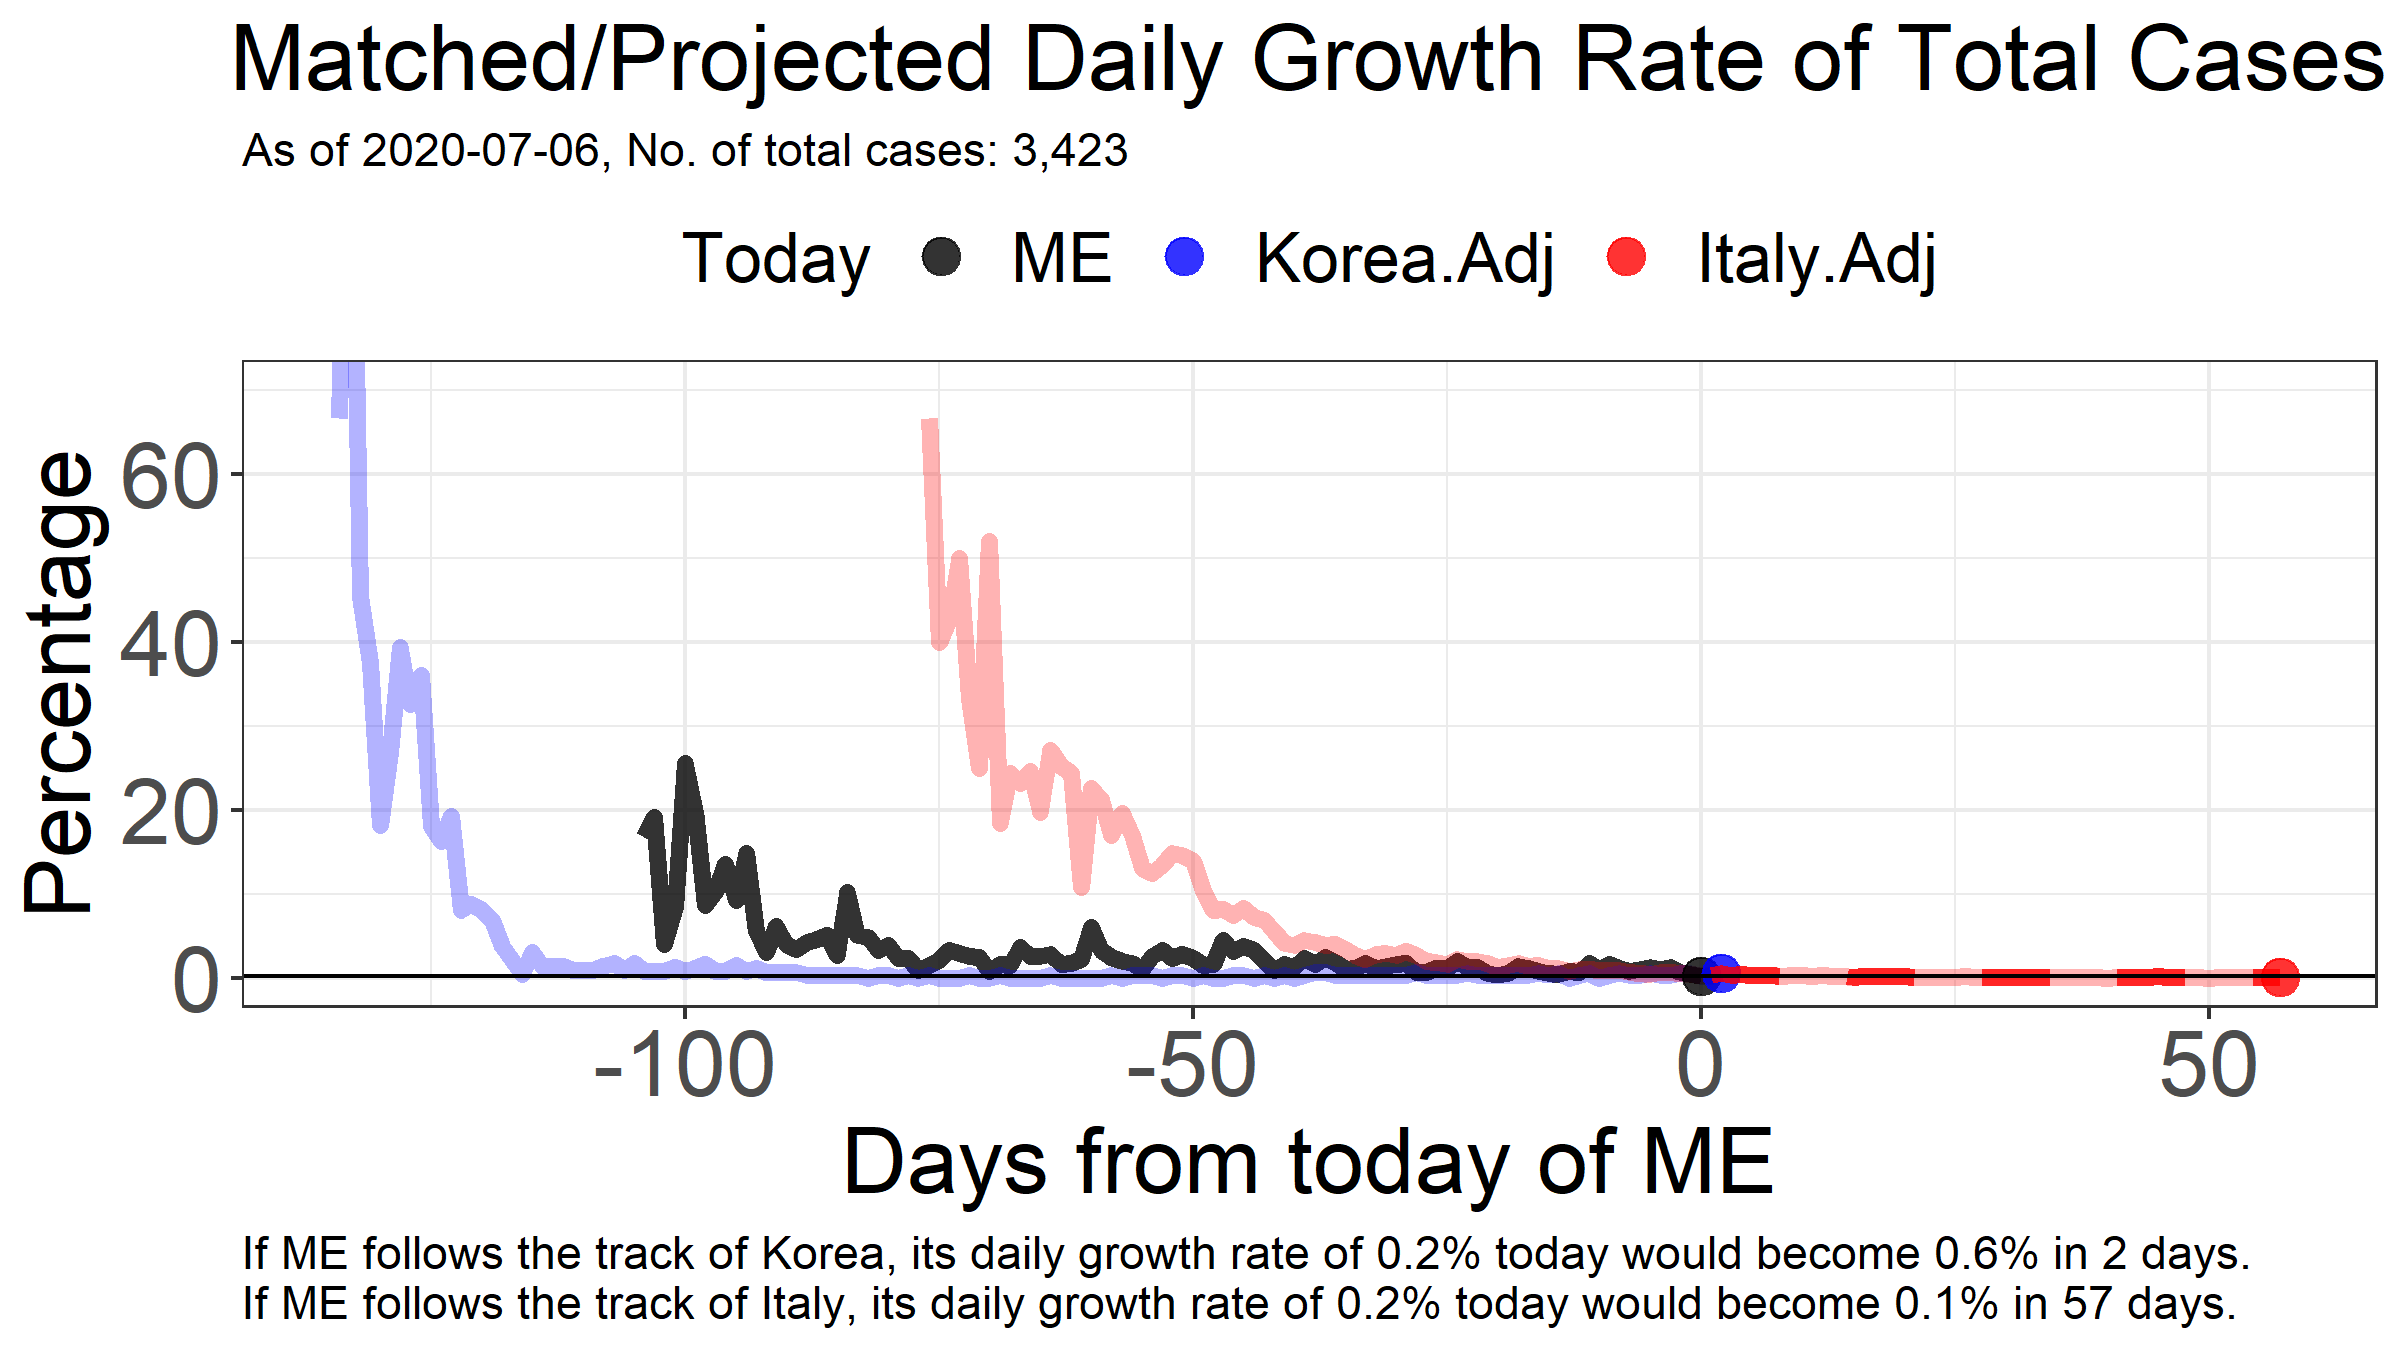 Matched/Projected Daily Growth Rate of Total Cases
As of 2020-07-06, No. of total cases: 3,423
Today ME Korea.Adj Italy.Adj
Percentage
60
40
20
0
-100 -50 0 50
Days from today of ME
If ME follows the track of Korea, its daily growth rate of 0.2% today would become 0.6% in 2 days.
If ME follows the track of Italy, its daily growth rate of 0.2% today would become 0.1% in 57 days.